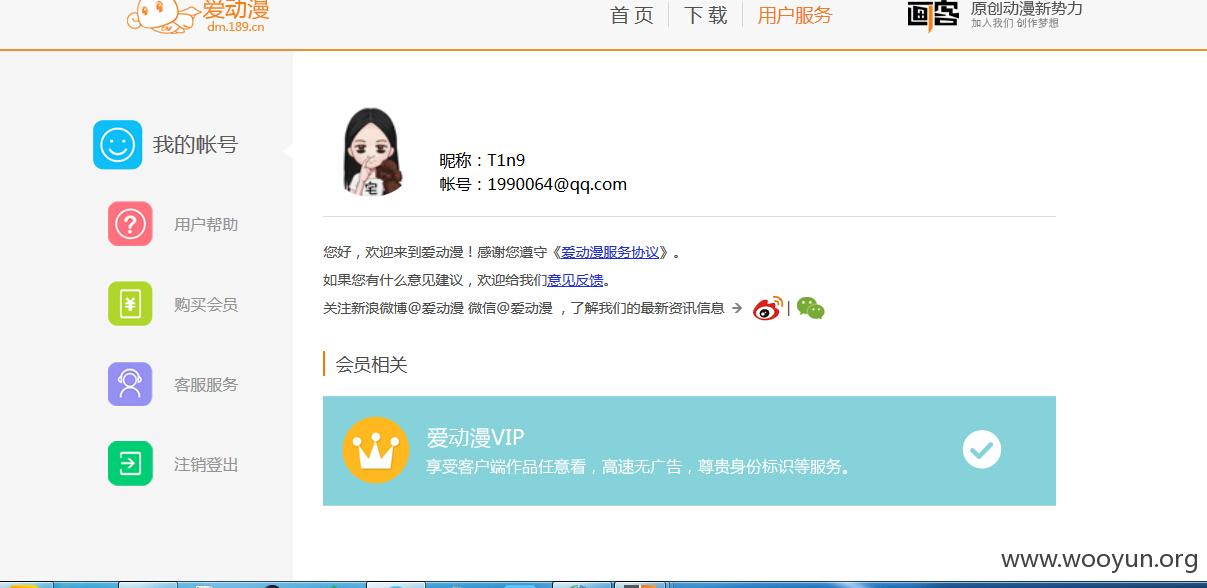 爱动漫
dm.189.cn
首页
下载
用户服务
画客
原创动漫新势力
加入我们 创作梦想
我的帐号
用户帮助
购买会员
客服服务
注销登出
宅
昵称：T1n9
帐号：1990064@qq.com
您好，欢迎来到爱动漫！感谢您遵守《爱动漫服务协议》。
如果您有什么意见建议，欢迎给我们意见反馈。
关注新浪微博@爱动漫 微信@爱动漫 ，了解我们的最新资讯信息 → |
会员相关
爱动漫VIP
享受客户端作品任意看，高速无广告，尊贵身份标识等服务。
www.wooyun.org